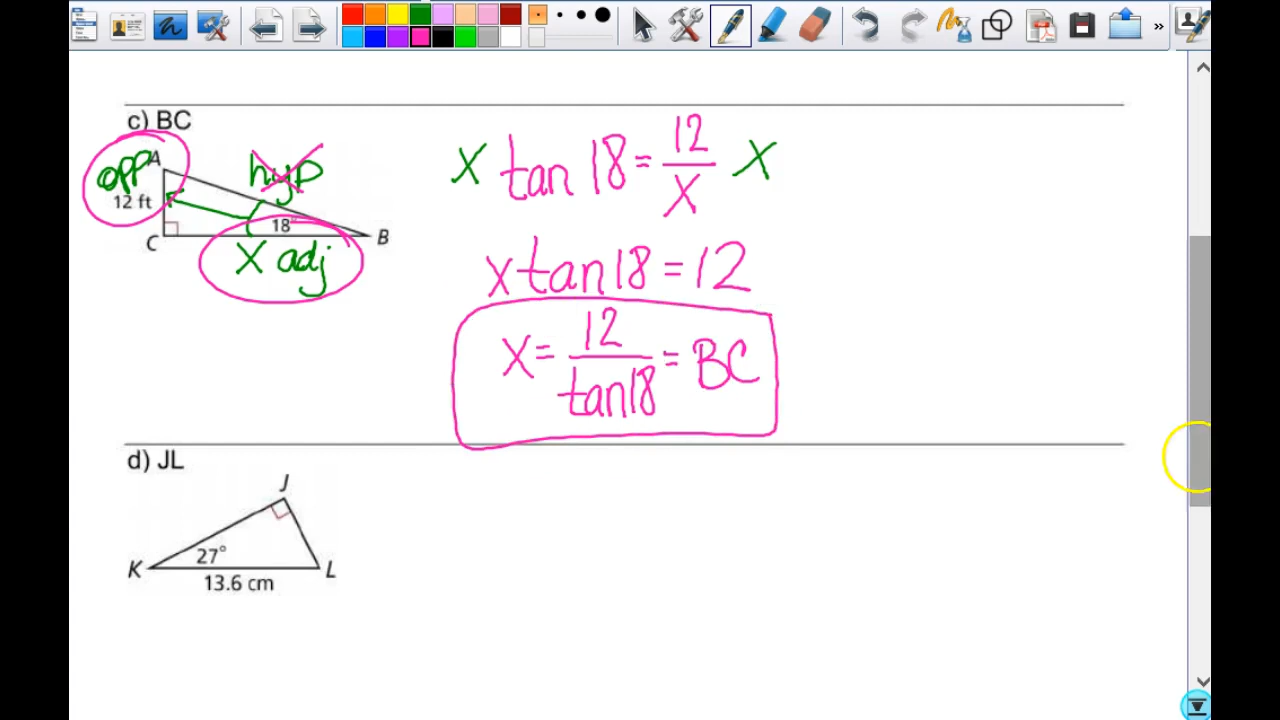 c) BC
A
opp
hyp
12 ft
18°
C
B
X adj
X tan 18 = 12/X X
x tan 18 = 12
x = 12/tan 18 = BC
d) JL
J
27°
K
L
13.6 cm
»